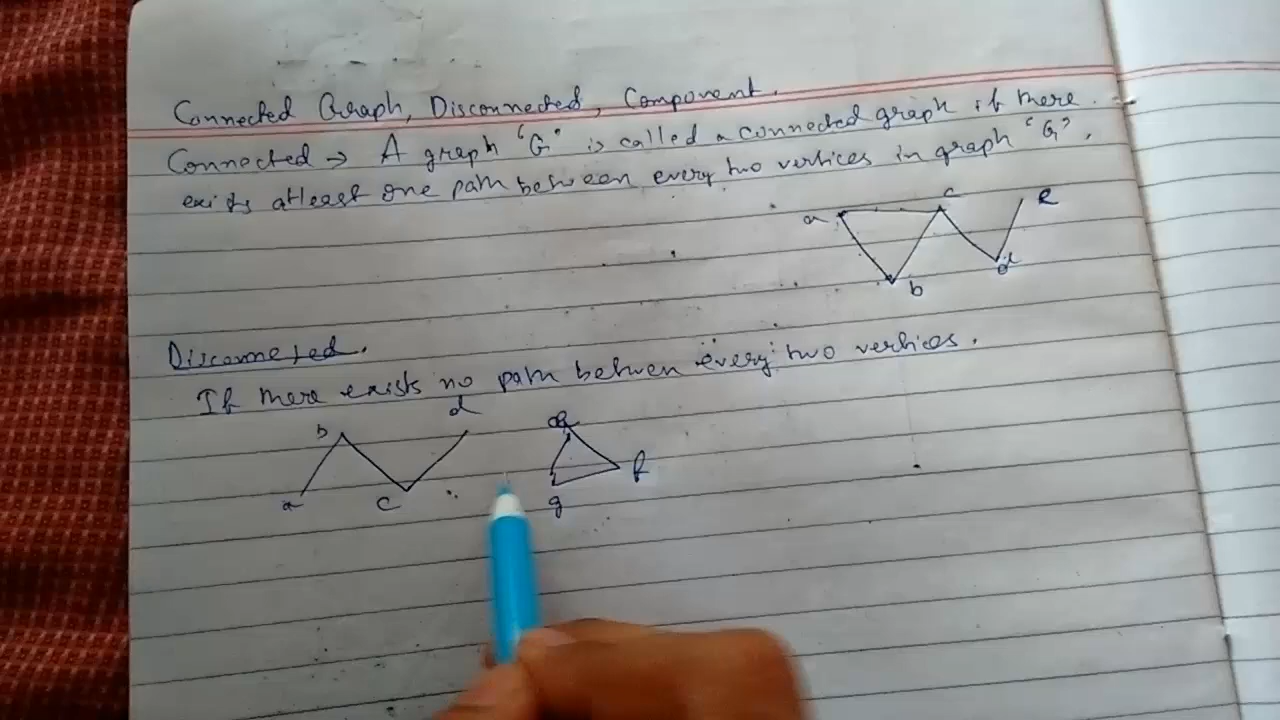 Connected Graph, Disconnected, Component.
Connected → A graph "G" is called a connected graph if there
exists atleast one path between every two vertices in graph "G".
a c e
b d
Disconnected.
If there exists no path between every two vertices.
b d e
a c g f